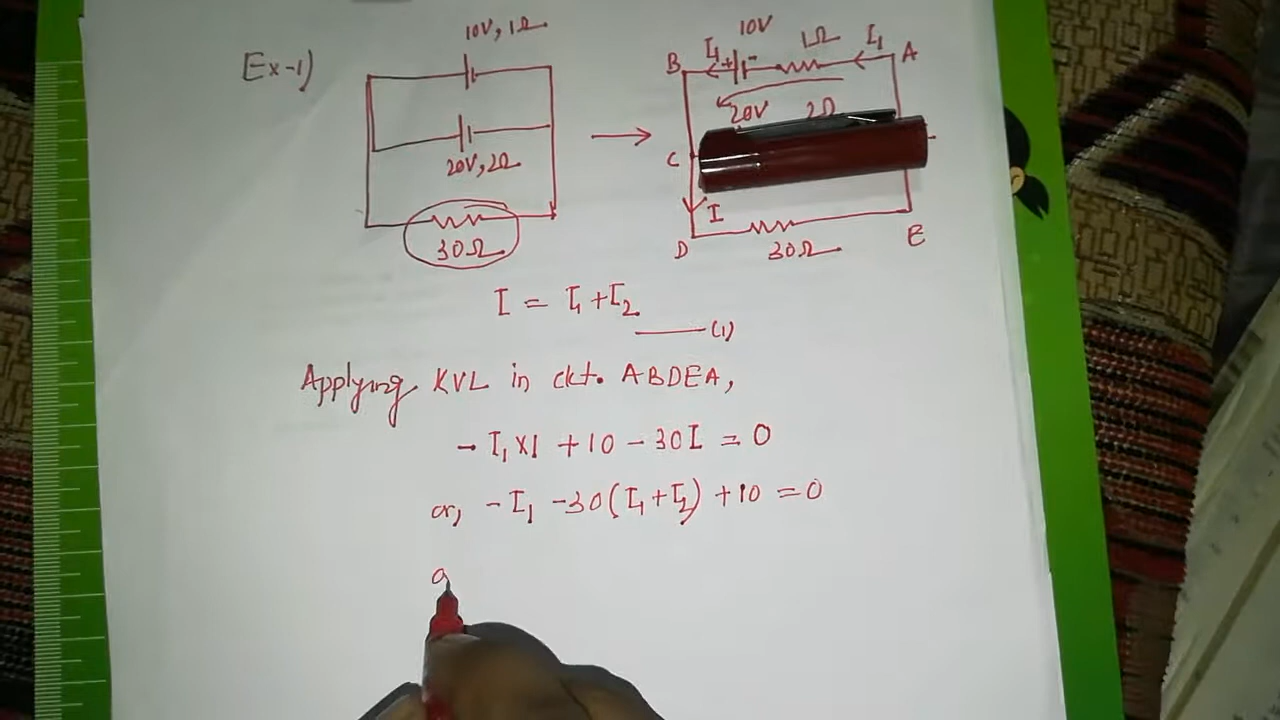 Ex-1)
10V, 1Ω
20V, 2Ω
30Ω
10V
1Ω
I₁
I₁
+
-
A
B
20V
2Ω
C
I
D
30Ω
E
I = I₁ + I₂ (1)
Applying KVL in ckt. ABDEA,
- I₁ X 1 + 10 - 30I = 0
or, - I₁ - 30 (I₁ + I₂) + 10 = 0
o